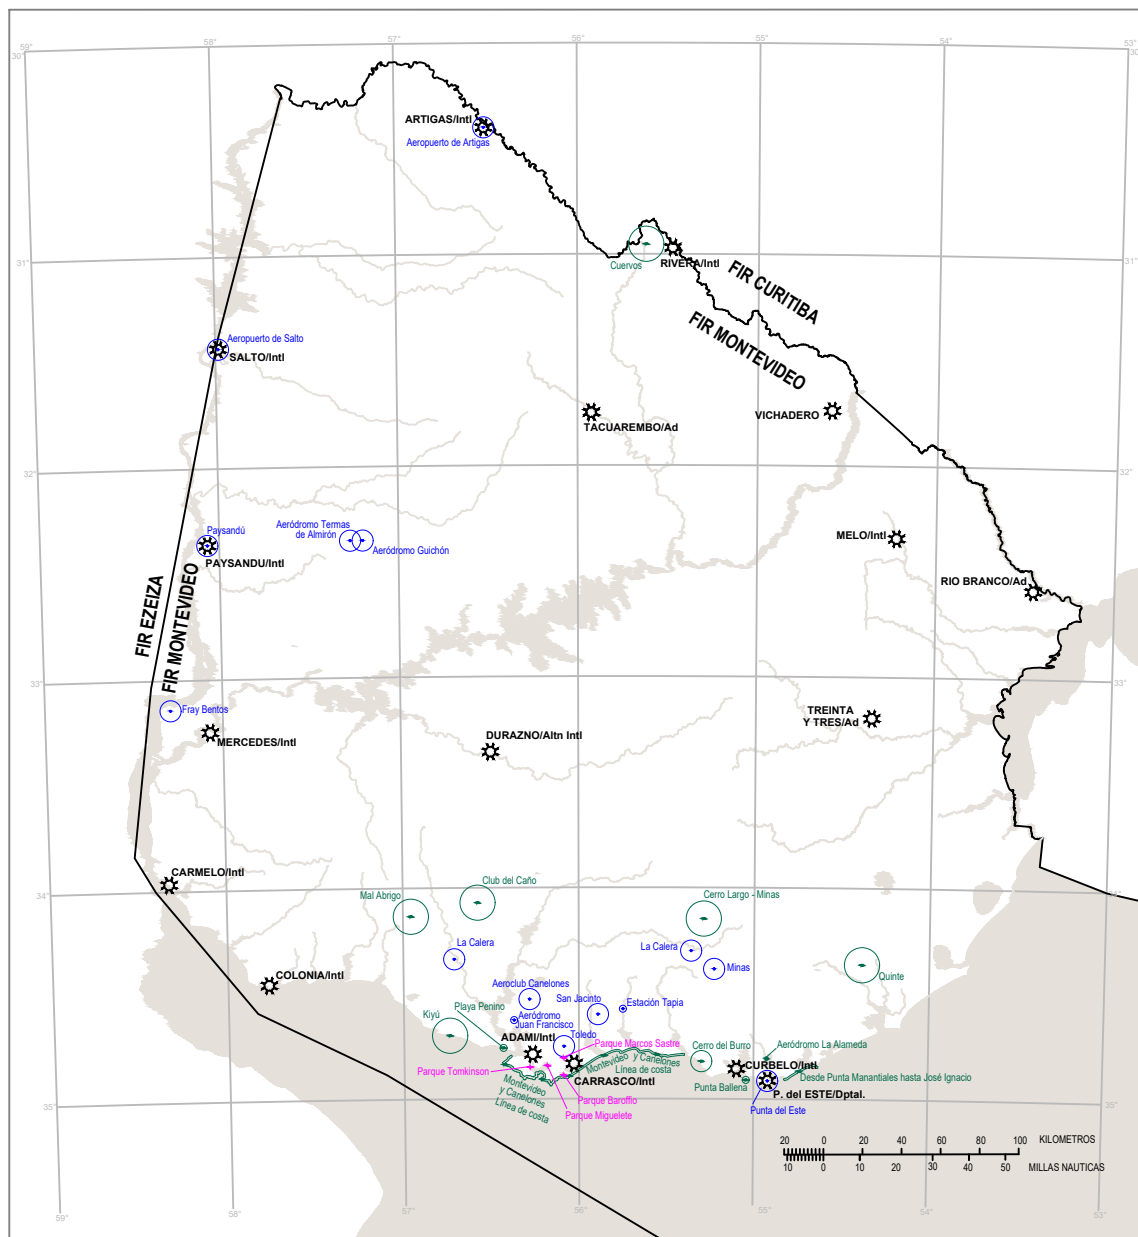 59°
58°
57°
56°
55°
54°
53°
30°
30°
ARTIGAS/Intl
Aeropuerto de Artigas
Cuervos
RIVERA/Intl
31°
31°
FIR CURITIBA
FIR MONTEVIDEO
Aeropuerto de Salto
SALTO/Intl
TACUAREMBO/Ad
VICHADERO
32°
32°
Paysandú
PAYSANDU/Intl
Aeródromo Termas
de Almirón
Aeródromo Guichón
MELO/Intl
RIO BRANCO/Ad
FIR EZEIZA
FIR MONTEVIDEO
33°
33°
Fray Bentos
MERCEDES/Intl
DURAZNO/Altn Intl
TREINTA
Y TRES/Ad
CARMELO/Intl
34°
34°
Mal Abrigo
Club del Caño
Cerro Largo - Minas
La Calera
La Calera
Minas
Quinte
COLONIA/Intl
Aeroclub Canelones
San Jacinto
Estación Tapia
Playa Penino
Kiyú
Aeródromo
Juan Francisco
ADAMI/Intl
Toledo
Parque Marcos Sastre
Montevideo y Canelones
Línea de costa
Cerro del Burro
Aeródromo La Alameda
CURBELO/Intl
Parque Tomkinson
CARRASCO/Intl
Desde Punta Manantiales hasta José Ignacio
Punta Ballena
P. del ESTE/Dptal.
Montevideo
y Canelones
Línea de costa
Parque Baroffio
Parque Miguelete
Punta del Este
35°
35°
20 0 20 40 60 80 100 KILOMETROS
10 0 10 20 30 40 50 MILLAS NAUTICAS
59°
58°
57°
56°
55°
54°
53°